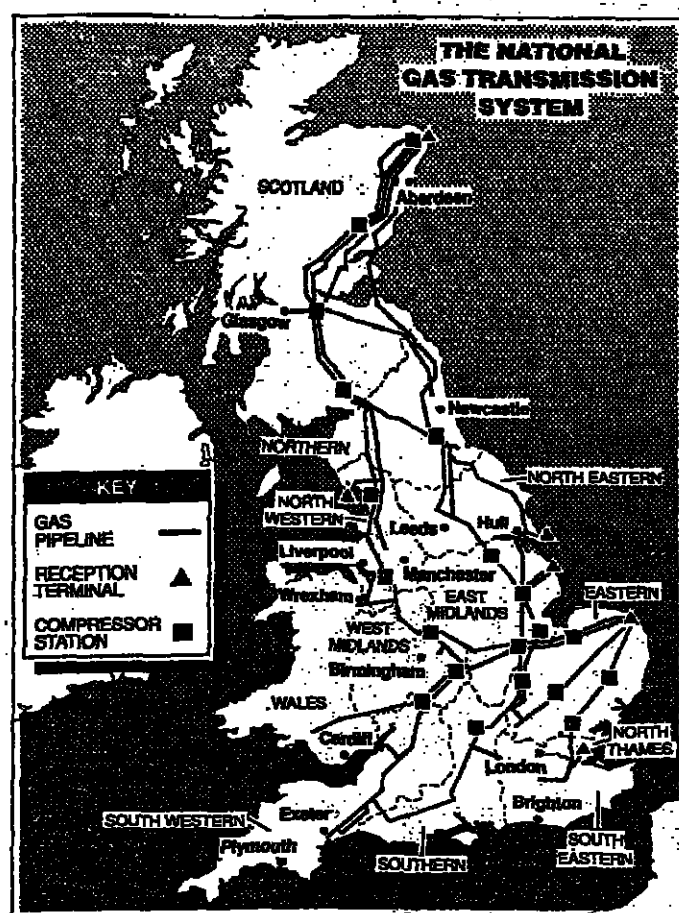 THE NATIONAL
GAS TRANSMISSION
SYSTEM
SCOTLAND
Aberdeen
Glasgow
Newcastle
NORTHERN
NORTH EASTERN
KEY
GAS
PIPELINE
RECEPTION
TERMINAL
COMPRESSOR
STATION
NORTH
WESTERN
Leeds
Hull
Liverpool
Manchester
Wrexham
EAST
MIDLANDS
EASTERN
WEST
MIDLANDS
Birmingham
WALES
Cardiff
NORTH
THAMES
London
Exeter
Brighton
SOUTH WESTERN
Plymouth
SOUTHERN
SOUTH
EASTERN